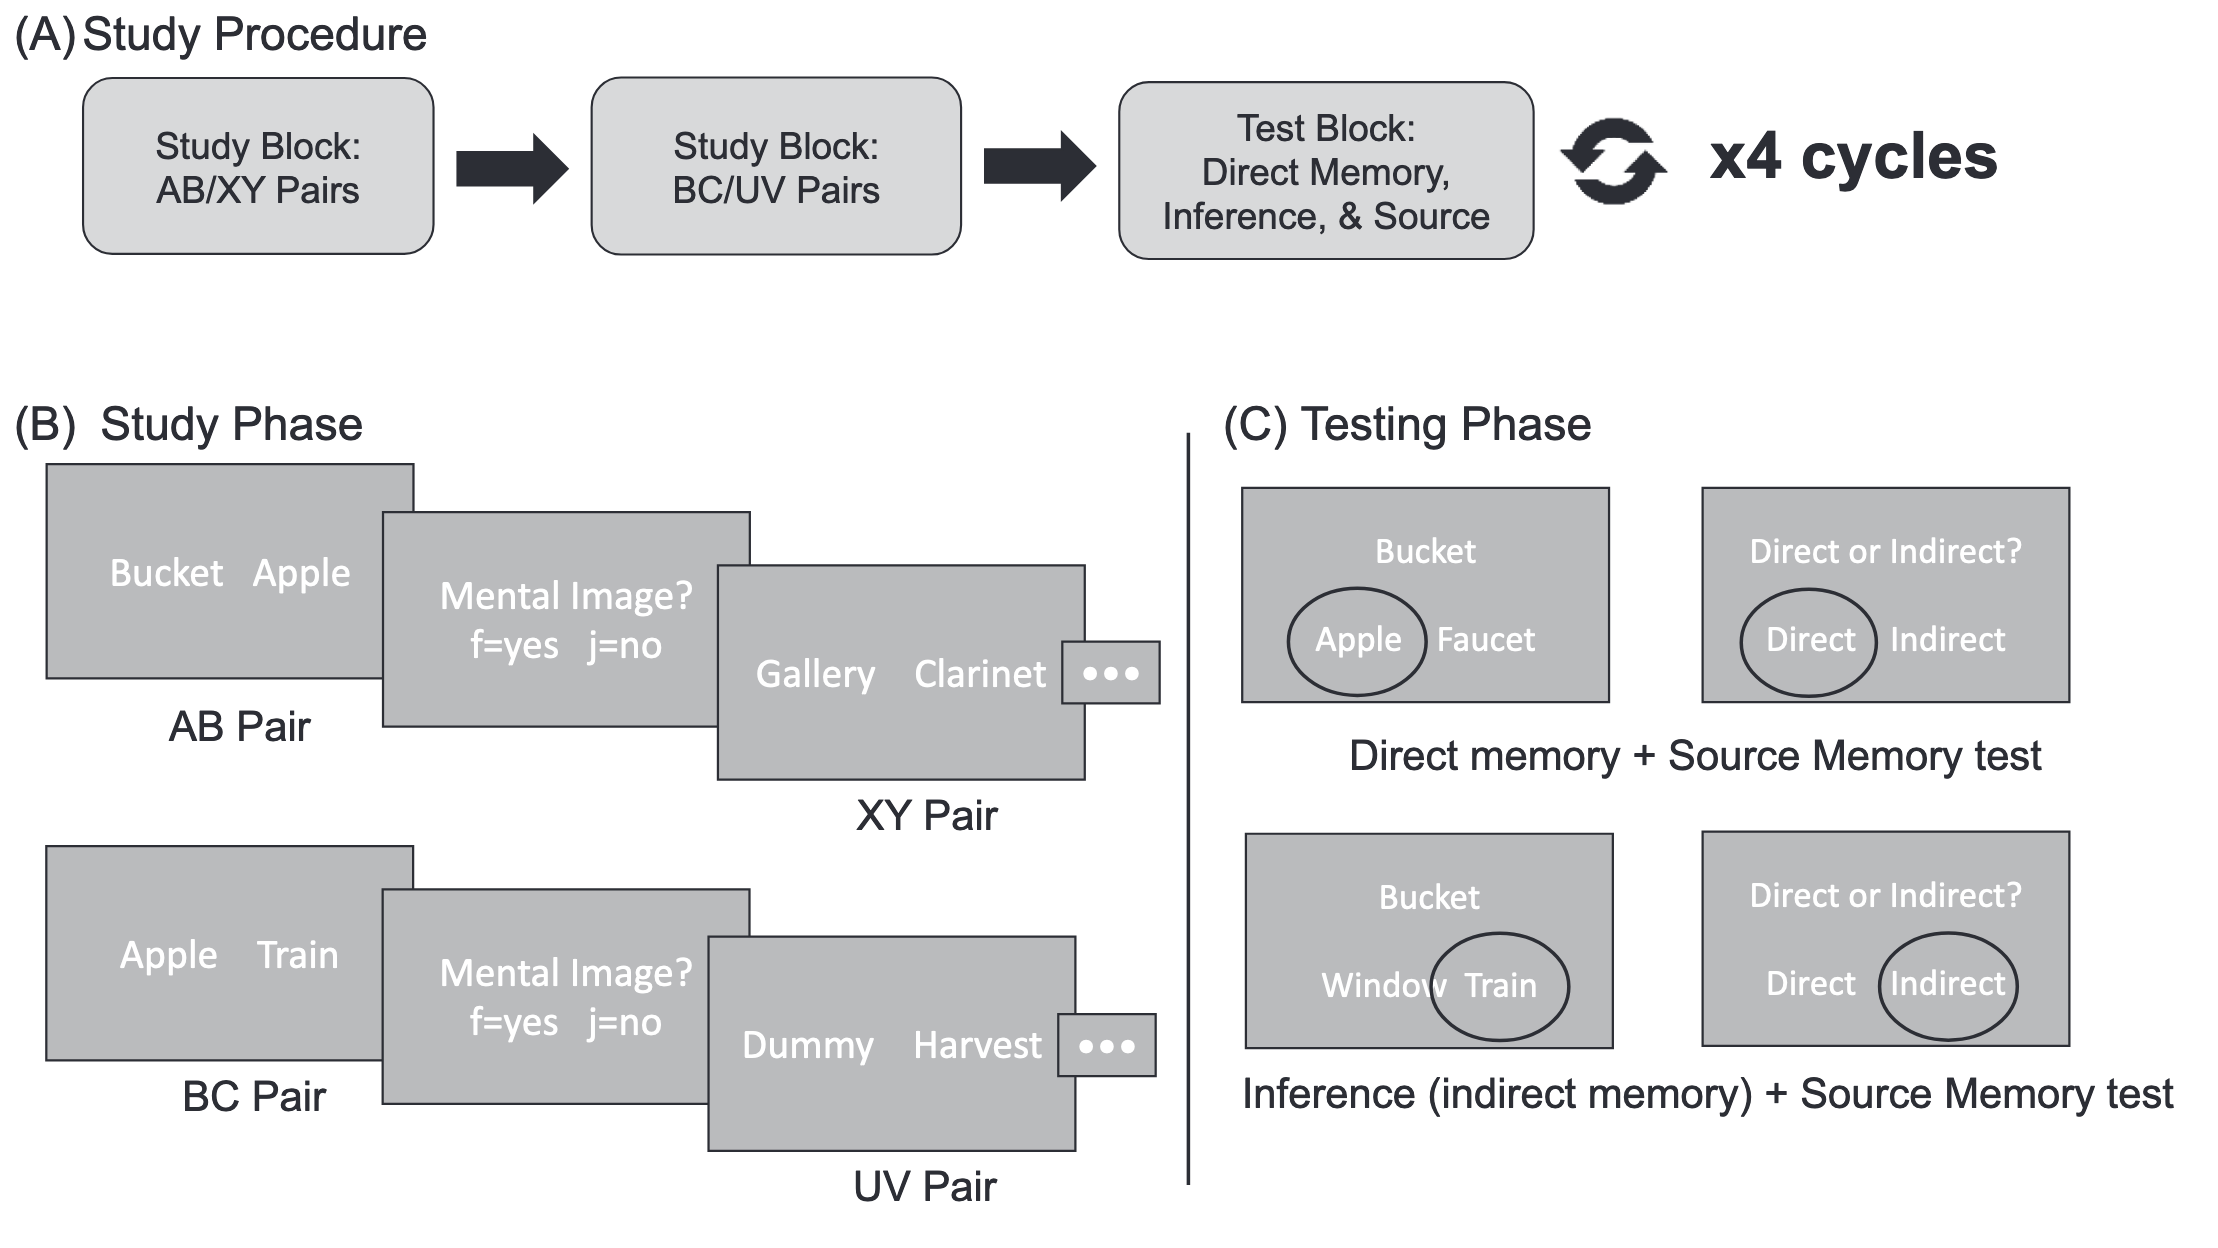 (A) Study Procedure
Study Block:
AB/XY Pairs
Study Block:
BC/UV Pairs
Test Block:
Direct Memory,
Inference, & Source
x4 cycles
(B) Study Phase
Bucket Apple
AB Pair
Mental Image?
f=yes j=no
Gallery Clarinet
XY Pair
Apple Train
BC Pair
Mental Image?
f=yes j=no
Dummy Harvest
UV Pair
(C) Testing Phase
Bucket
Apple Faucet
Direct or Indirect?
Direct Indirect
Direct memory + Source Memory test
Bucket
Window Train
Direct or Indirect?
Direct Indirect
Inference (indirect memory) + Source Memory test